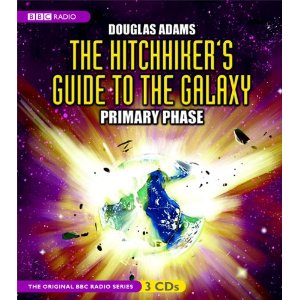 BBC RADIO
DOUGLAS ADAMS
THE HITCHHIKER'S
GUIDE TO THE GALAXY
PRIMARY PHASE
THE ORIGINAL BBC RADIO SERIES
3 CDs